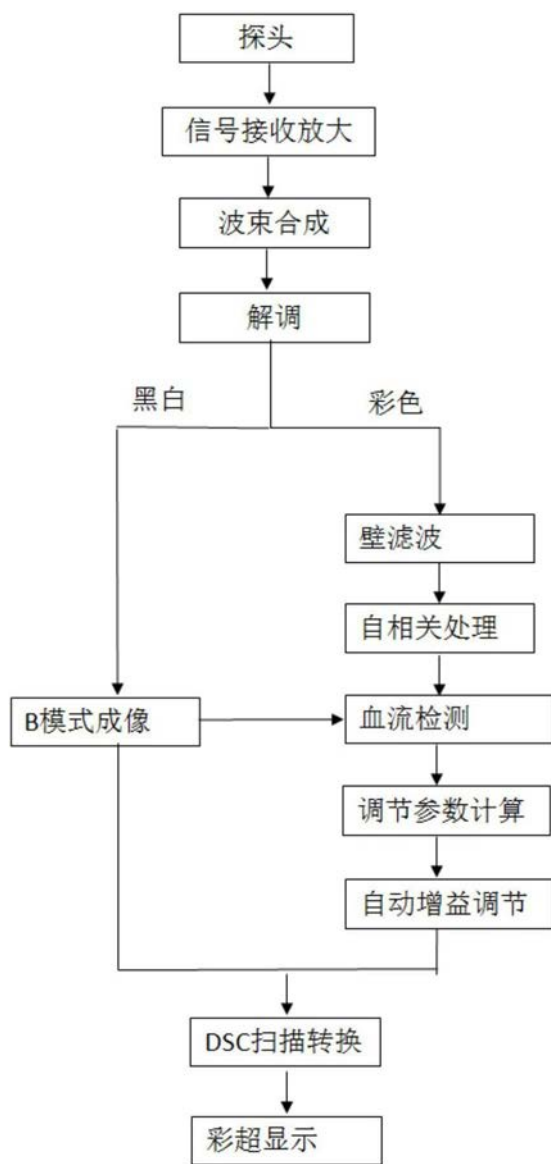 探头
信号接收放大
波束合成
解调
黑白
彩色
壁滤波
自相关处理
B模式成像
血流检测
调节参数计算
自动增益调节
DSC扫描转换
彩超显示